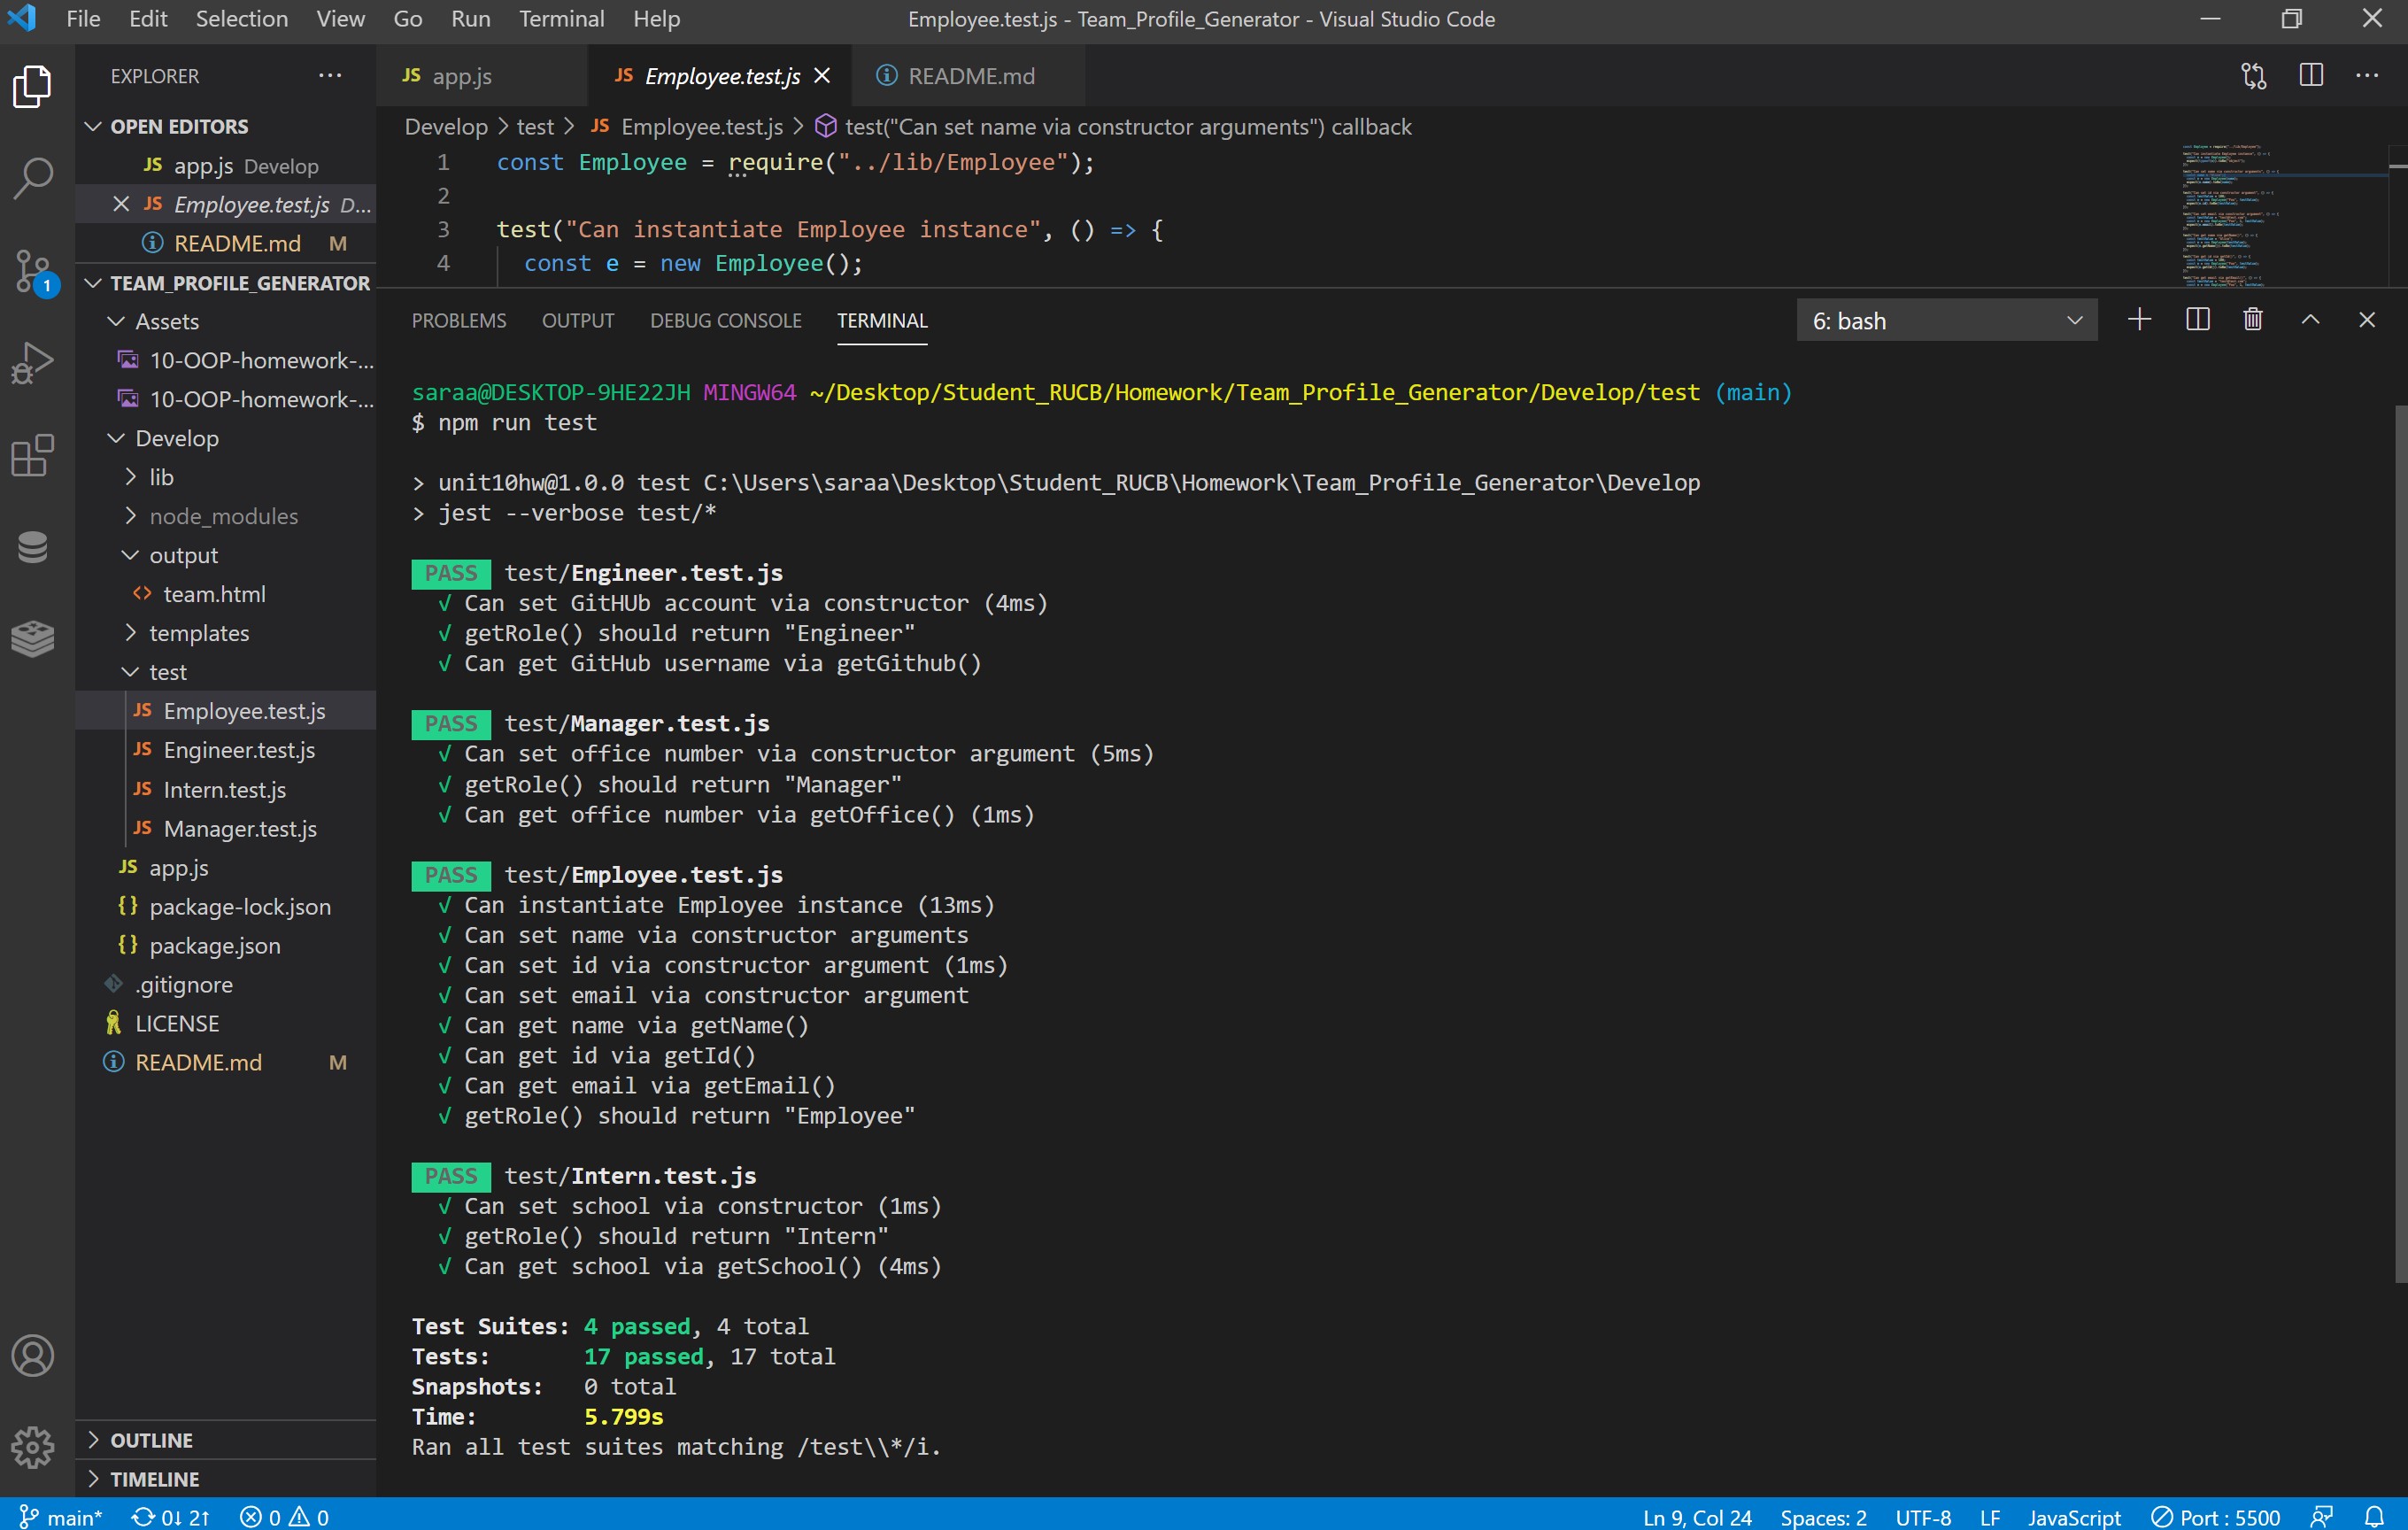 File Edit Selection View Go Run Terminal Help Employee.test.js - Team_Profile_Generator - Visual Studio Code
EXPLORER
OPEN EDITORS
JS app.js Develop
JS Employee.test.js D...
README.md M
TEAM_PROFILE_GENERATOR
Assets
10-OOP-homework-...
10-OOP-homework-...
Develop
lib
node_modules
output
<> team.html
templates
test
JS Employee.test.js
JS Engineer.test.js
JS Intern.test.js
JS Manager.test.js
JS app.js
{} package-lock.json
{} package.json
.gitignore
LICENSE
README.md M
OUTLINE
TIMELINE
1
JS app.js JS Employee.test.js README.md
Develop > test > JS Employee.test.js > test("Can set name via constructor arguments") callback
1 const Employee = require("../lib/Employee");
2
3 test("Can instantiate Employee instance", () => {
4 const e = new Employee();
PROBLEMS OUTPUT DEBUG CONSOLE TERMINAL 6: bash
saraa@DESKTOP-9HE22JH MINGW64 ~/Desktop/Student_RUCB/Homework/Team_Profile_Generator/Develop/test (main)
$ npm run test
> unit10hw@1.0.0 test C:\Users\saraa\Desktop\Student_RUCB\Homework\Team_Profile_Generator\Develop
> jest --verbose test/*
PASS test/Engineer.test.js
√ Can set GitHUb account via constructor (4ms)
√ getRole() should return "Engineer"
√ Can get GitHub username via getGithub()
PASS test/Manager.test.js
√ Can set office number via constructor argument (5ms)
√ getRole() should return "Manager"
√ Can get office number via getOffice() (1ms)
PASS test/Employee.test.js
√ Can instantiate Employee instance (13ms)
√ Can set name via constructor arguments
√ Can set id via constructor argument (1ms)
√ Can set email via constructor argument
√ Can get name via getName()
√ Can get id via getId()
√ Can get email via getEmail()
√ getRole() should return "Employee"
PASS test/Intern.test.js
√ Can set school via constructor (1ms)
√ getRole() should return "Intern"
√ Can get school via getSchool() (4ms)
Test Suites: 4 passed, 4 total
Tests: 17 passed, 17 total
Snapshots: 0 total
Time: 5.799s
Ran all test suites matching /test\\*/i.
main* 0↓ 2↑ 0 0 Ln 9, Col 24 Spaces: 2 UTF-8 LF JavaScript Port : 5500